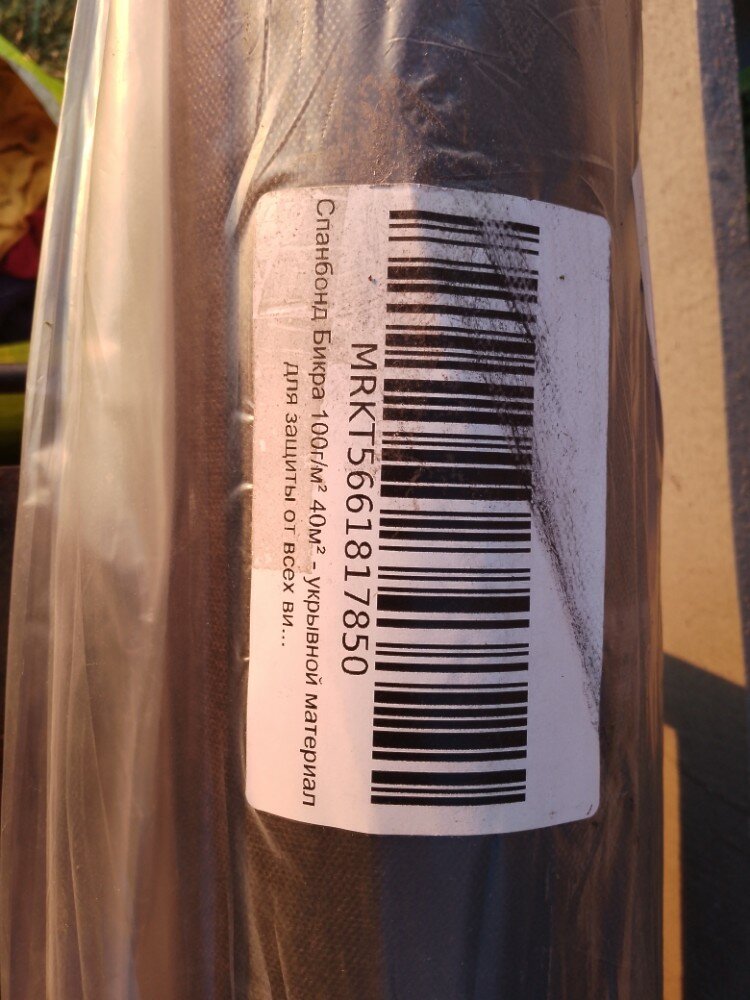 MRKT5661817850
Спанбонд Бикра 100г/м² 40м² - укрывной материал
для защиты от всех ви...